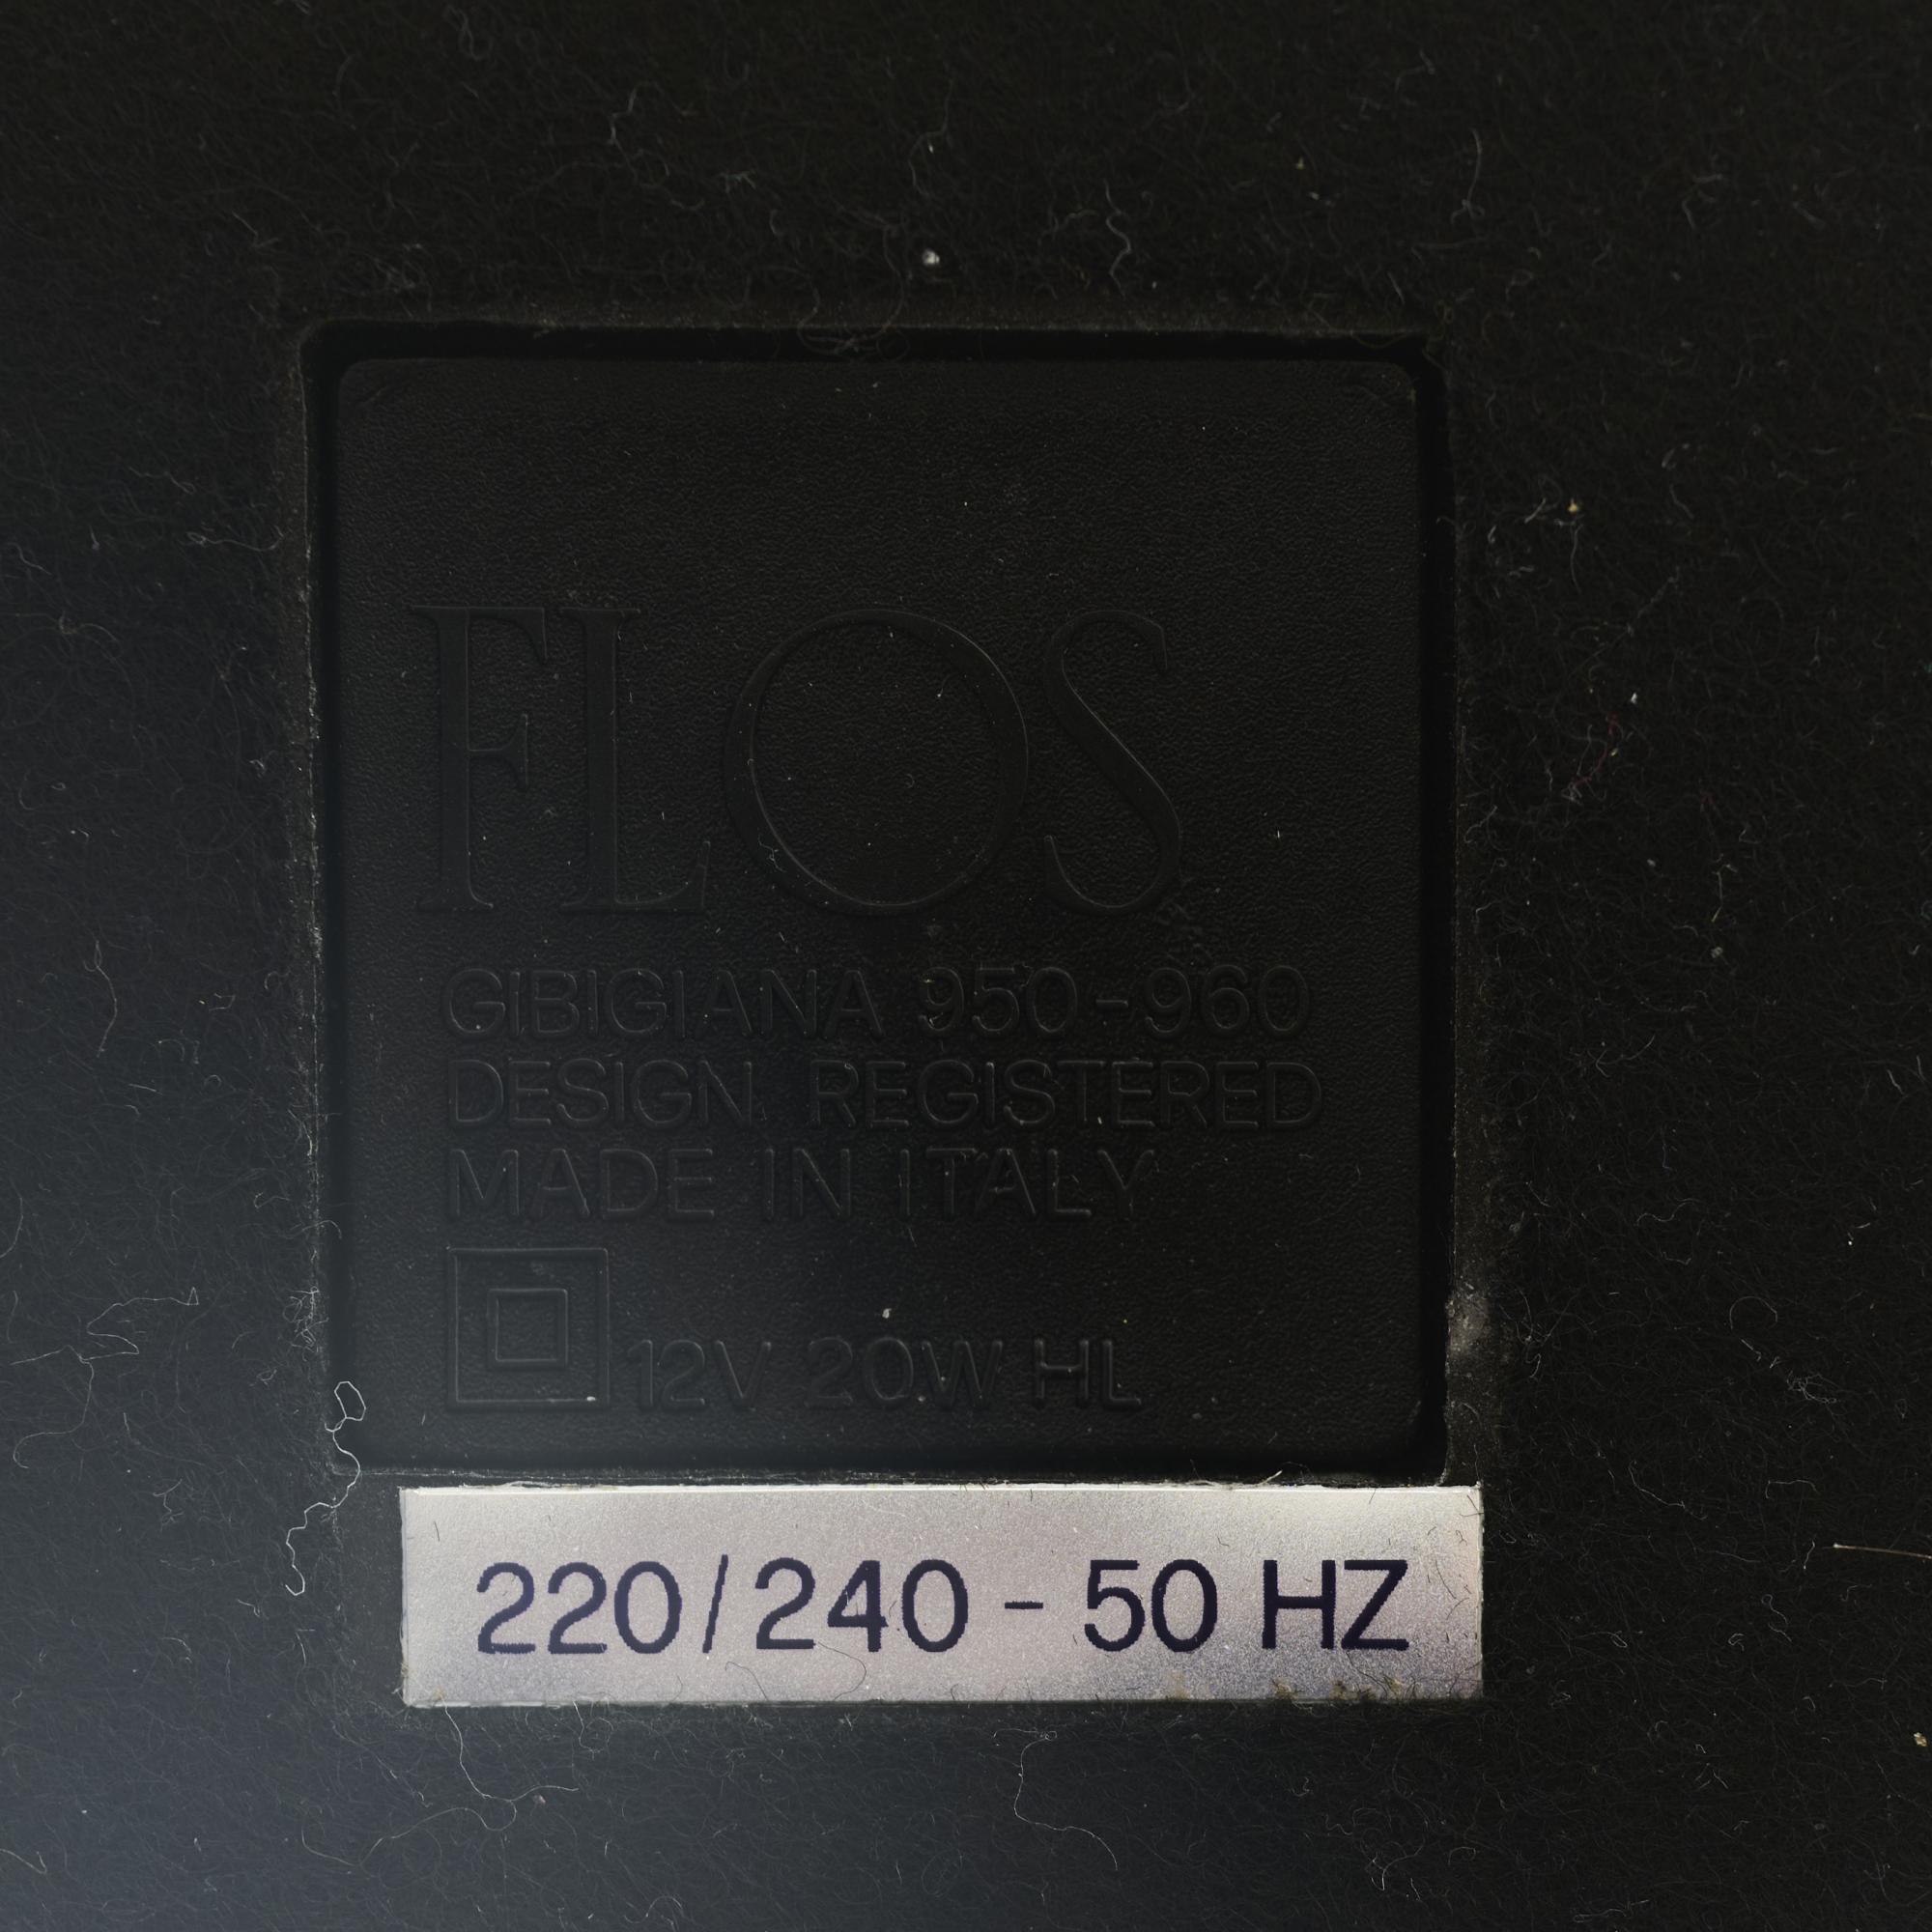 FLOS
GIBIGIANA 950-960
DESIGN REGISTERED
MADE IN ITALY
12V 20W HL
220/240 - 50 HZ